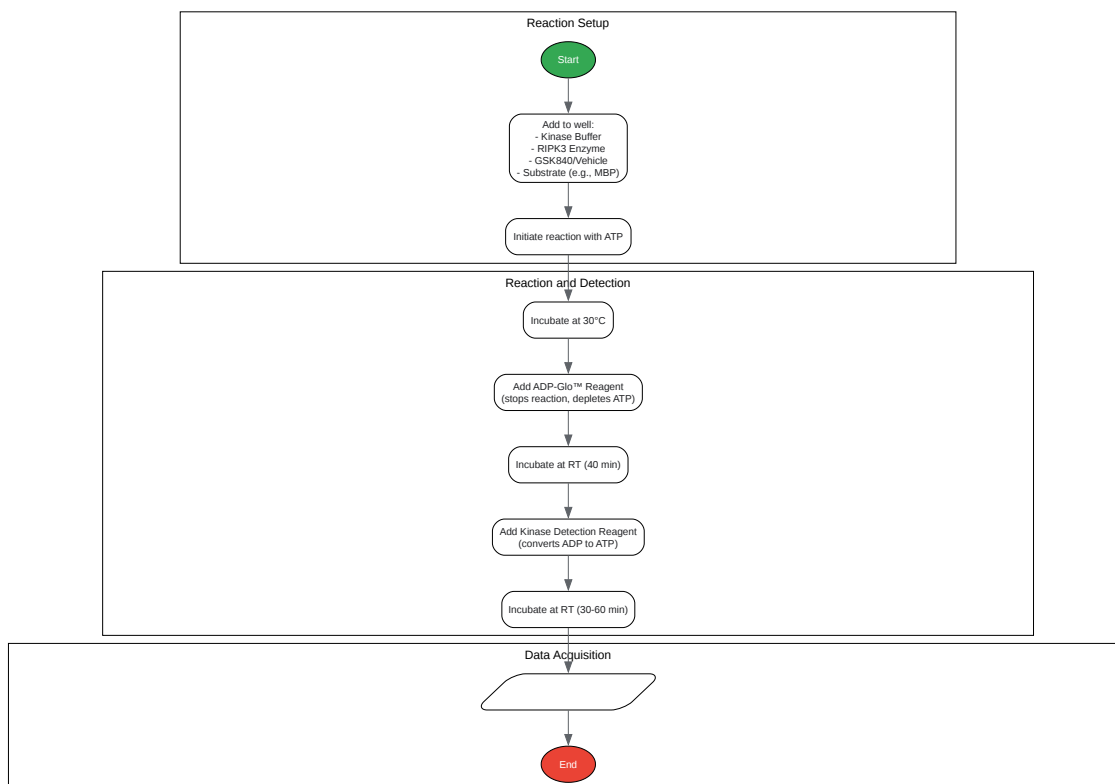 Reaction Setup
Start
Add to well:
- Kinase Buffer
- RIPK3 Enzyme
- GSK840/Vehicle
- Substrate (e.g., MBP)
Initiate reaction with ATP
Reaction and Detection
Incubate at 30°C
Add ADP-Glo™ Reagent
(stops reaction, depletes ATP)
Incubate at RT (40 min)
Add Kinase Detection Reagent
(converts ADP to ATP)
Incubate at RT (30-60 min)
Data Acquisition
End